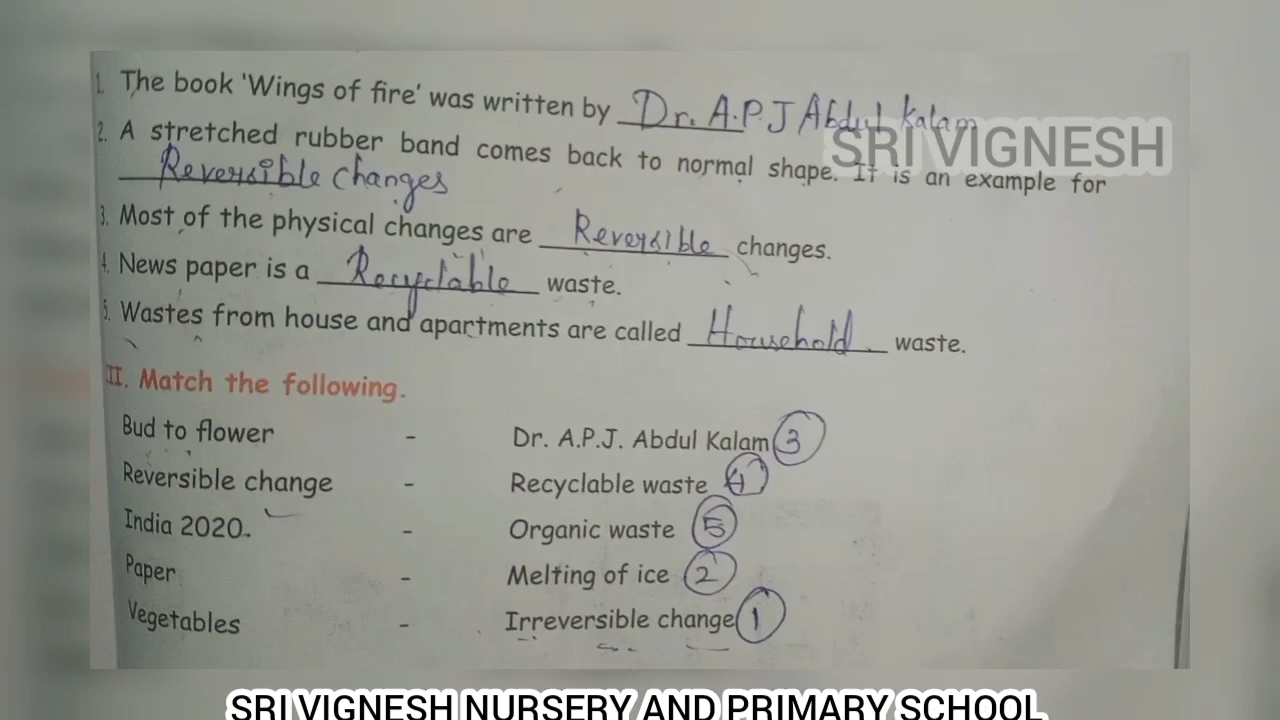 1. The book 'Wings of fire' was written by Dr. A.P.J Abdul Kalam
SRI VIGNESH
2. A stretched rubber band comes back to normal shape. It is an example for
Reversible changes
3. Most of the physical changes are Reversible changes.
4. News paper is a Recyclable waste.
5. Wastes from house and apartments are called Household waste.
II. Match the following.
Bud to flower - Dr. A.P.J. Abdul Kalam 3
Reversible change - Recyclable waste 4
India 2020. - Organic waste 5
Paper - Melting of ice 2
Vegetables - Irreversible change 1
SRI VIGNESH NURSERY AND PRIMARY SCHOOL